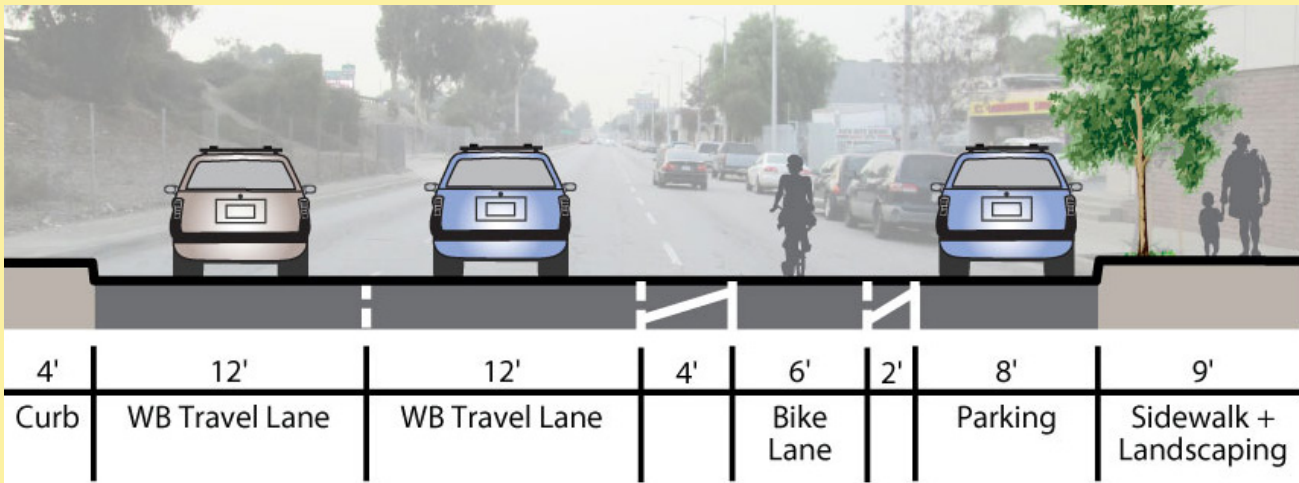 4' 12' 12' 4' 6' 2' 8' 9'
Curb WB Travel Lane WB Travel Lane Bike Parking Sidewalk +
Lane Landscaping